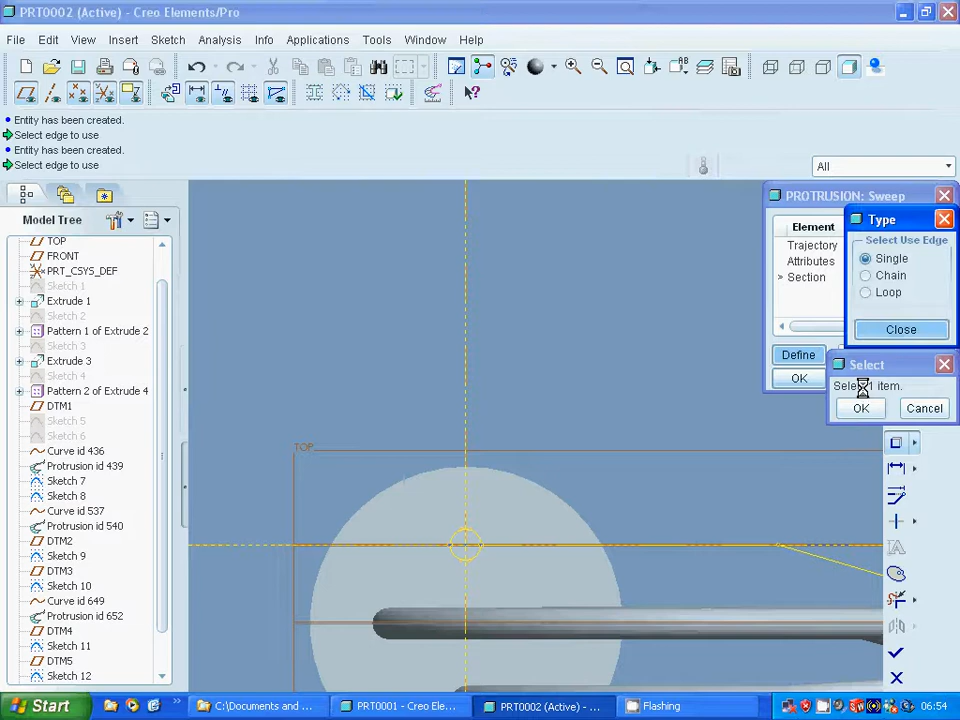 PRT0002 (Active) - Creo Elements/Pro
File Edit View Insert Sketch Analysis Info Applications Tools Window Help
Entity has been created.
Select edge to use
Entity has been created.
Select edge to use
All
Model Tree
TOP
FRONT
PRT_CSYS_DEF
Sketch 1
Extrude 1
Sketch 2
Pattern 1 of Extrude 2
Sketch 3
Extrude 3
Sketch 4
Pattern 2 of Extrude 4
DTM1
Sketch 5
Sketch 6
Curve id 436
Protrusion id 439
Sketch 7
Sketch 8
Curve id 537
Protrusion id 540
DTM2
Sketch 9
DTM3
Sketch 10
Curve id 649
Protrusion id 652
DTM4
Sketch 11
DTM5
Sketch 12
TOP
PROTRUSION: Sweep
Element
Trajectory
Attributes
> Section
Define
OK
Type
Select Use Edge
Single
Chain
Loop
Close
Select
Select 1 item.
OK Cancel
Start C:\Documents and ... PRT0001 - Creo Ele... PRT0002 (Active) - ... Flashing 06:54